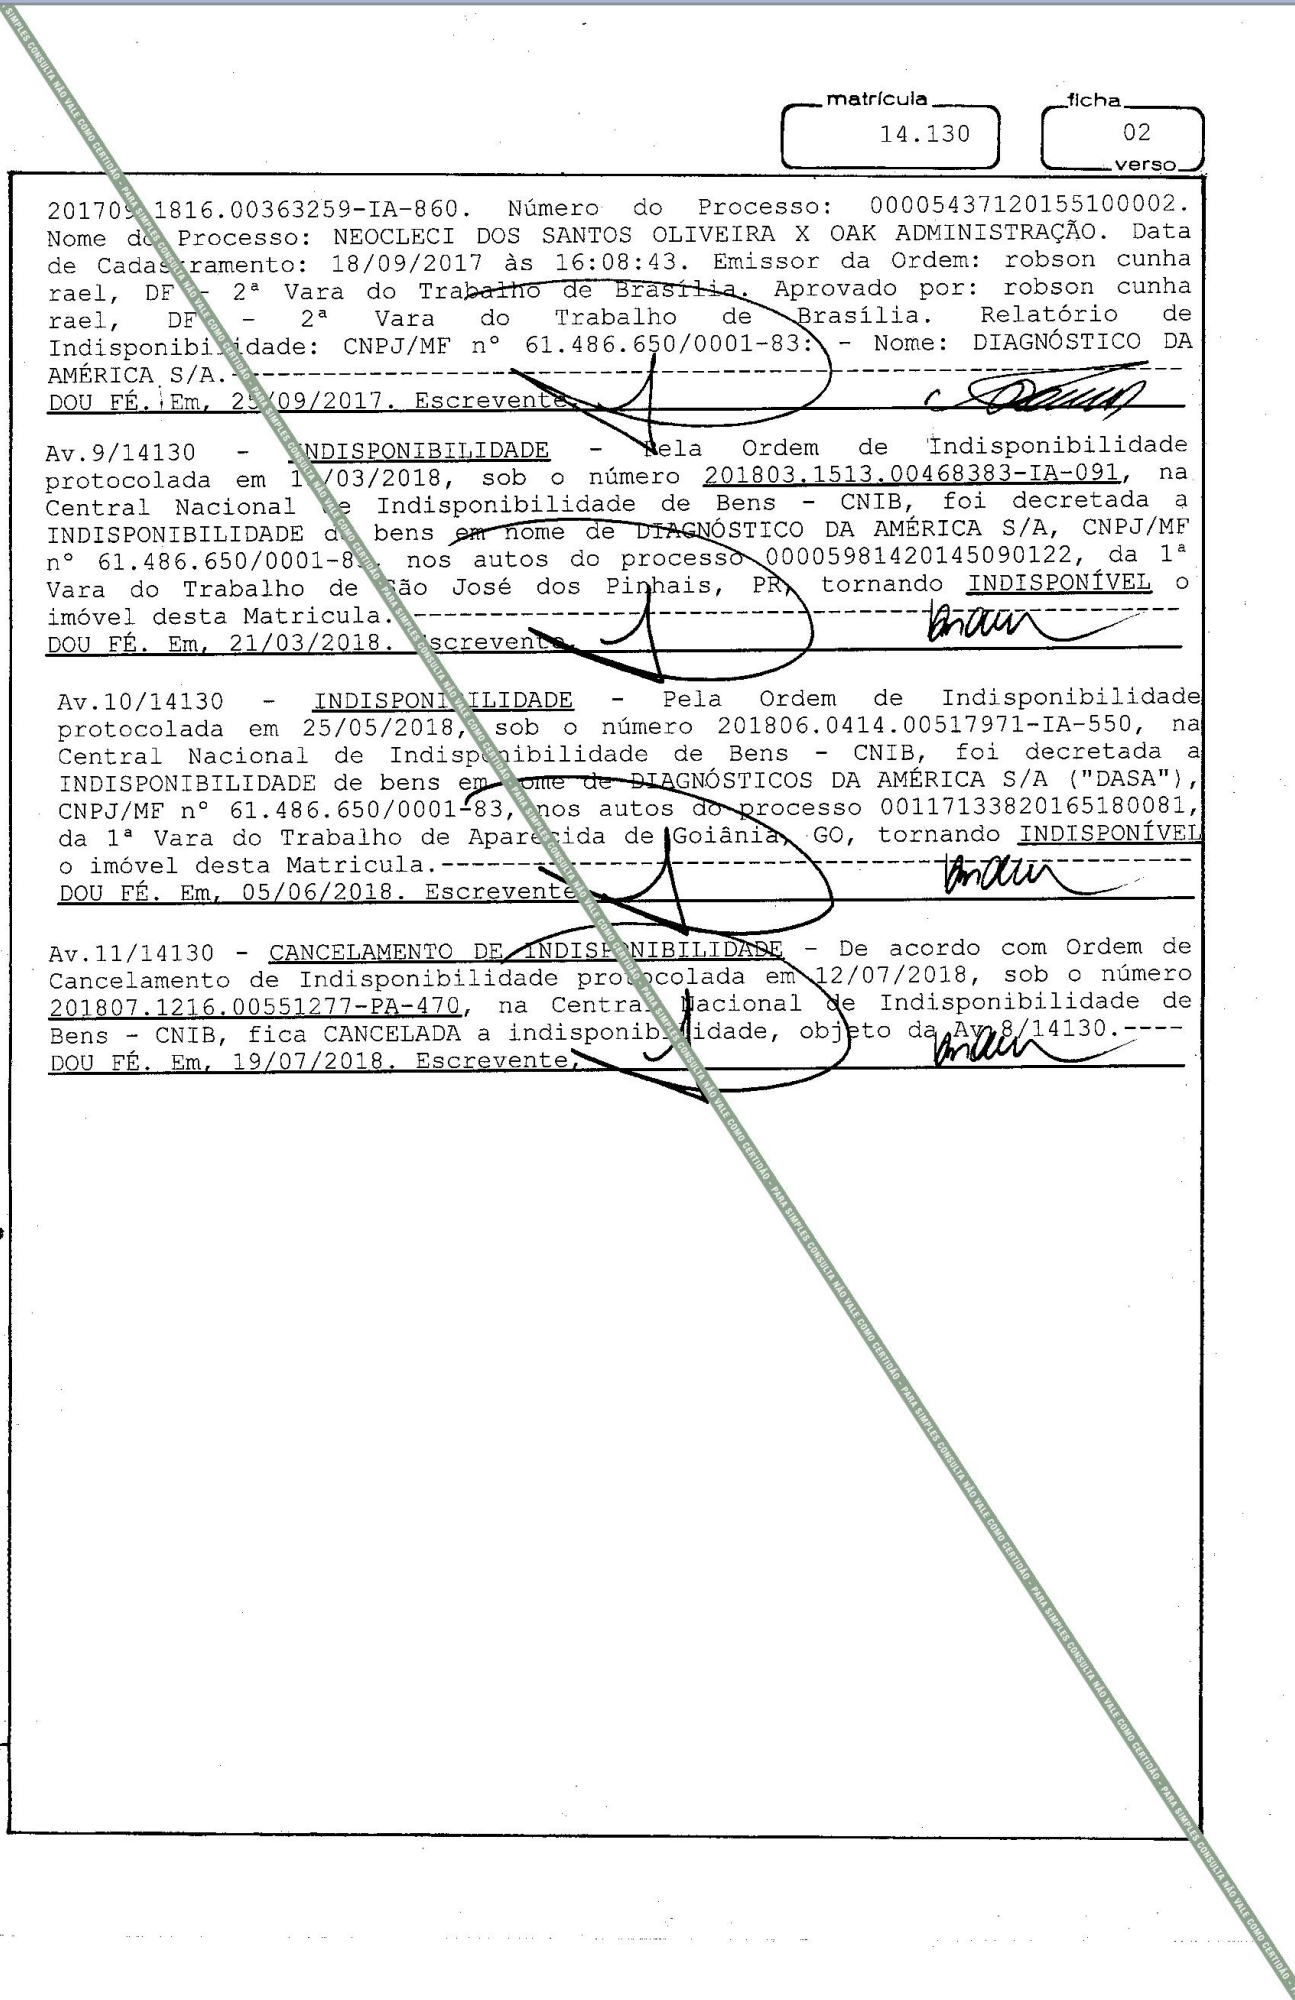 matrícula
14.130
ficha
02
verso
1816.00363259-IA-860. Número do Processo: 00005437120155100002.
Nome do Processo: NEOCLECI DOS SANTOS OLIVEIRA X OAK ADMINISTRAÇÃO. Data
de Cadastramento: 18/09/2017 às 16:08:43. Emissor da Ordem: robson cunha
rael, DF - 2ª Vara do Trabalho de Brasília. Aprovado por: robson cunha
rael, DF - 2ª Vara do Trabalho de Brasília. Relatório de
Indisponibilidade: CNPJ/MF nº 61.486.650/0001-83: - Nome: DIAGNÓSTICO DA
AMÉRICA S/A.
DOU FÉ. Em, 25/09/2017. Escrevente,
Av.9/14130 - INDISPONIBILIDADE - Pela Ordem de Indisponibilidade
protocolada em /03/2018, sob o número 201803.1513.00468383-IA-091, na
Central Nacional de Indisponibilidade de Bens - CNIB, foi decretada a
INDISPONIBILIDADE de bens em nome de DIAGNÓSTICO DA AMÉRICA S/A, CNPJ/MF
nº 61.486.650/0001-8 nos autos do processo 00005981420145090122, da 1ª
Vara do Trabalho de São José dos Pinhais, PR, tornando INDISPONÍVEL o
imóvel desta Matricula.
DOU FÉ. Em, 21/03/2018. Escrevente,
Av.10/14130 - INDISPONIBILIDADE - Pela Ordem de Indisponibilidade
protocolada em 25/05/2018, sob o número 201806.0414.00517971-IA-550, na
Central Nacional de Indisponibilidade de Bens - CNIB, foi decretada a
INDISPONIBILIDADE de bens em nome de DIAGNÓSTICOS DA AMÉRICA S/A ("DASA"),
CNPJ/MF nº 61.486.650/0001-83, nos autos do processo 00117133820165180081,
da 1ª Vara do Trabalho de Aparecida de Goiânia, GO, tornando INDISPONÍVEL
o imóvel desta Matricula.
DOU FÉ. Em, 05/06/2018. Escrevente
Av.11/14130 - CANCELAMENTO DE INDISPONIBILIDADE - De acordo com Ordem de
Cancelamento de Indisponibilidade protocolada em 12/07/2018, sob o número
201807.1216.00551277-PA-470, na Central Nacional de Indisponibilidade de
Bens - CNIB, fica CANCELADA a indisponibilidade, objeto da Av.8/14130.----
DOU FÉ. Em, 19/07/2018. Escrevente,
PARA SIMPLES CONSULTA NÃO VALE COMO CERTIDÃO